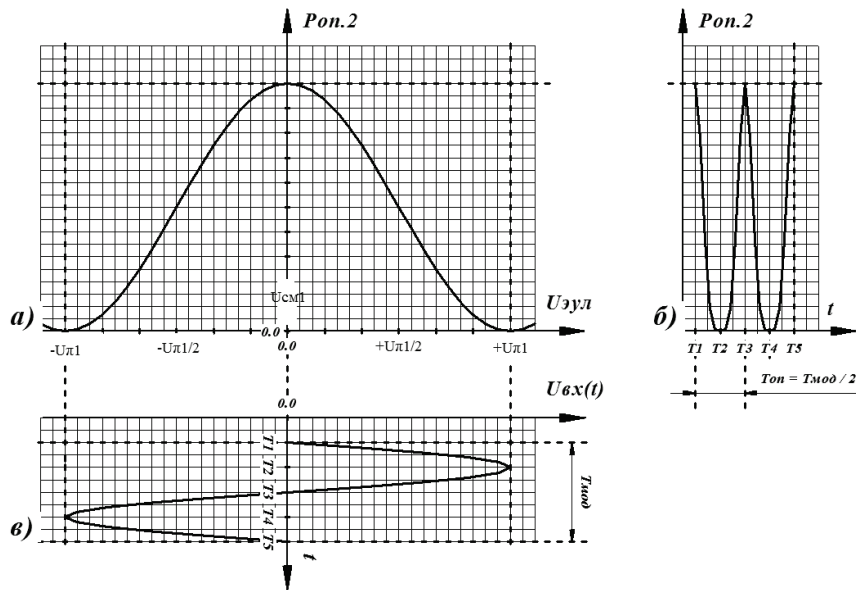 Pоп.2
Pоп.2
Uсм1
Uэул
t
а)
б)
0.0
-Uπ1
-Uπ1/2
0.0
+Uπ1/2
+Uπ1
T1 T2 T3 T4 T5
Tоп = Tмод / 2
0.0
Uвх(t)
T1 T2 T3 T4 T5
Tмод
в)
t